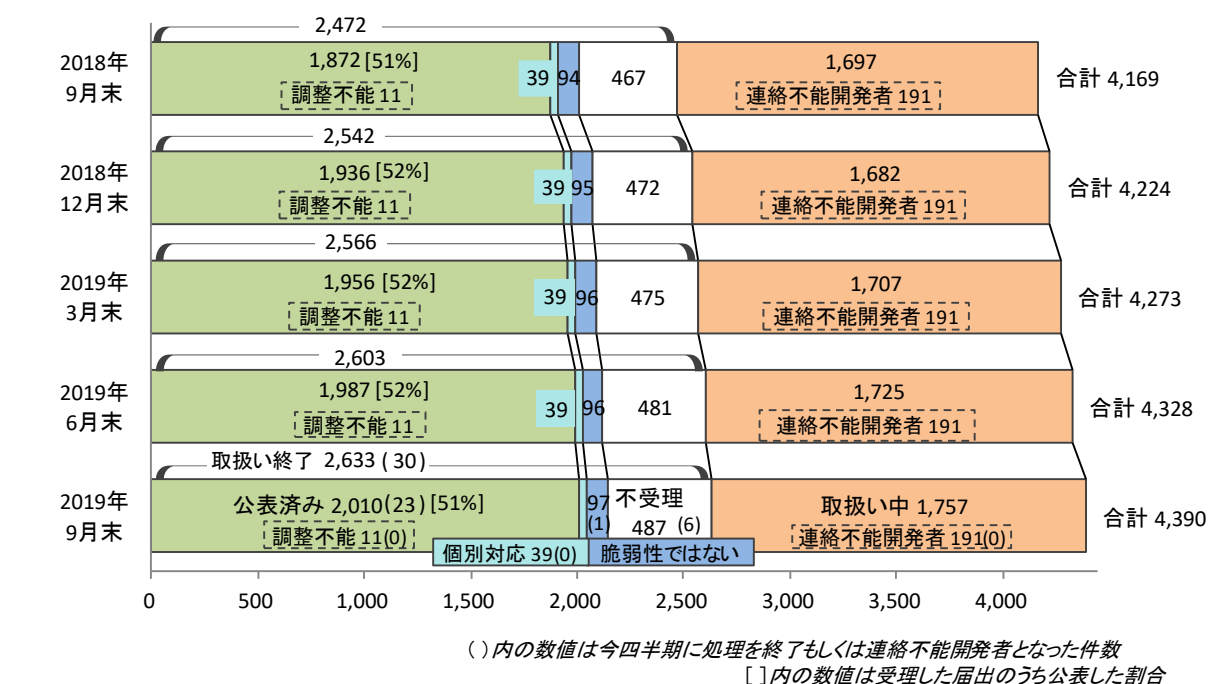 2,472
2018年
9月末
1,872 [51%]
調整不能 11
39
94
467
1,697
連絡不能開発者 191
合計 4,169
2,542
2018年
12月末
1,936 [52%]
調整不能 11
39
95
472
1,682
連絡不能開発者 191
合計 4,224
2,566
2019年
3月末
1,956 [52%]
調整不能 11
39
96
475
1,707
連絡不能開発者 191
合計 4,273
2,603
2019年
6月末
1,987 [52%]
調整不能 11
39
96
481
1,725
連絡不能開発者 191
合計 4,328
取扱い終了 2,633 ( 30)
2019年
9月末
公表済み 2,010(23) [51%]
調整不能 11(0)
個別対応 39(0)
97
(1)
脆弱性ではない
不受理
487 (6)
取扱い中 1,757
連絡不能開発者 191(0)
合計 4,390
0 500 1,000 1,500 2,000 2,500 3,000 3,500 4,000
( )内の数値は今四半期に処理を終了もしくは連絡不能開発者となった件数
[ ]内の数値は受理した届出のうち公表した割合